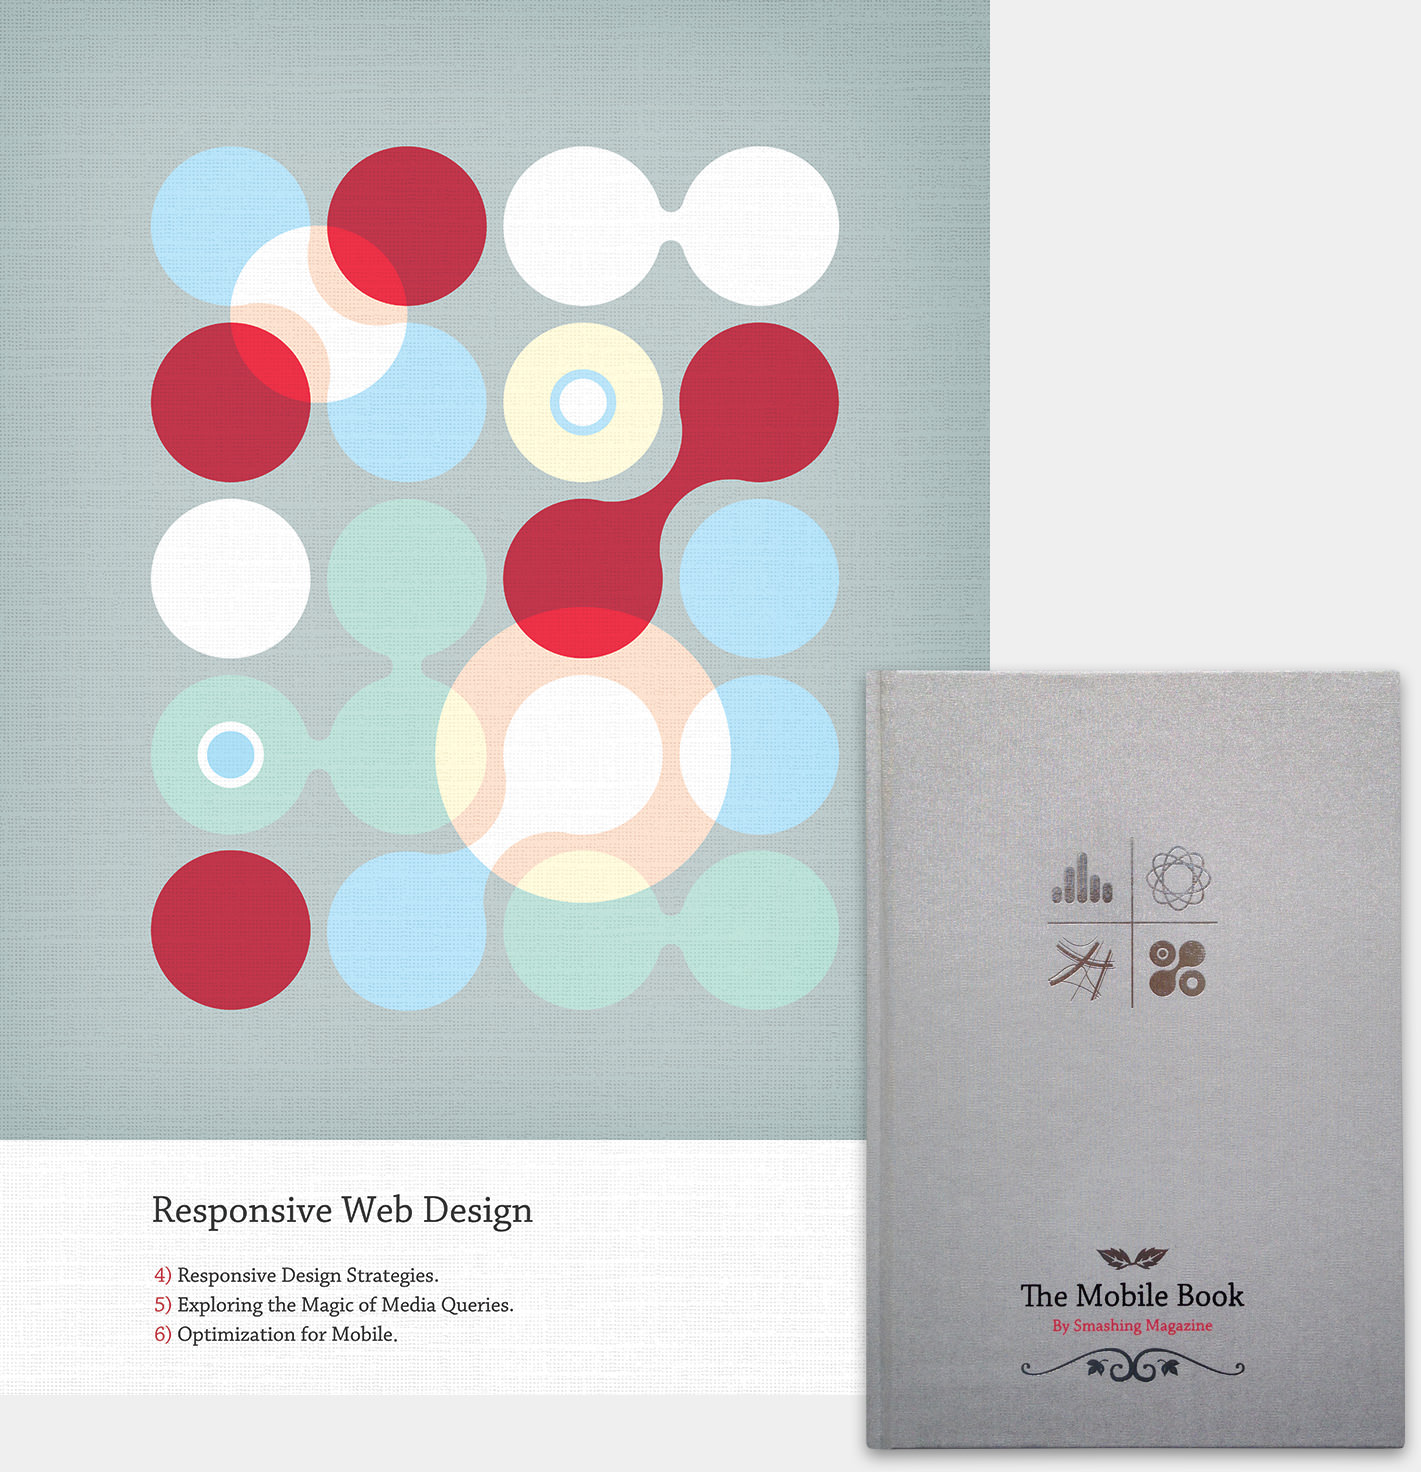 Responsive Web Design
4) Responsive Design Strategies.
5) Exploring the Magic of Media Queries.
6) Optimization for Mobile.
The Mobile Book
By Smashing Magazine